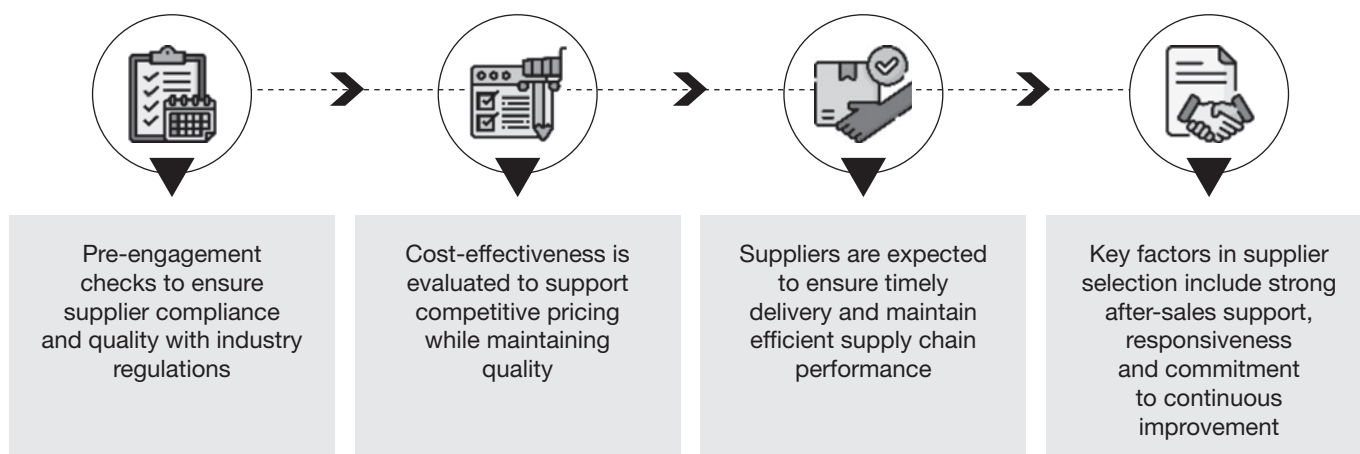 Pre-engagement
checks to ensure
supplier compliance
and quality with industry
regulations
Cost-effectiveness is
evaluated to support
competitive pricing
while maintaining
quality
Suppliers are expected
to ensure timely
delivery and maintain
efficient supply chain
performance
Key factors in supplier
selection include strong
after-sales support,
responsiveness
and commitment
to continuous
improvement